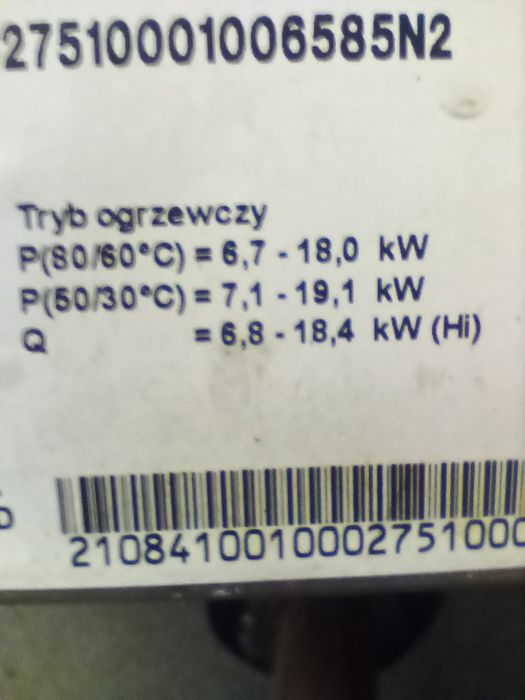 27510001006585N2
Tryb ogrzewczy
P(80/60°C) = 6,7 - 18,0 kW
P(50/30°C) = 7,1 - 19,1 kW
Q = 6,8 - 18,4 kW (Hi)
2108410010002751000